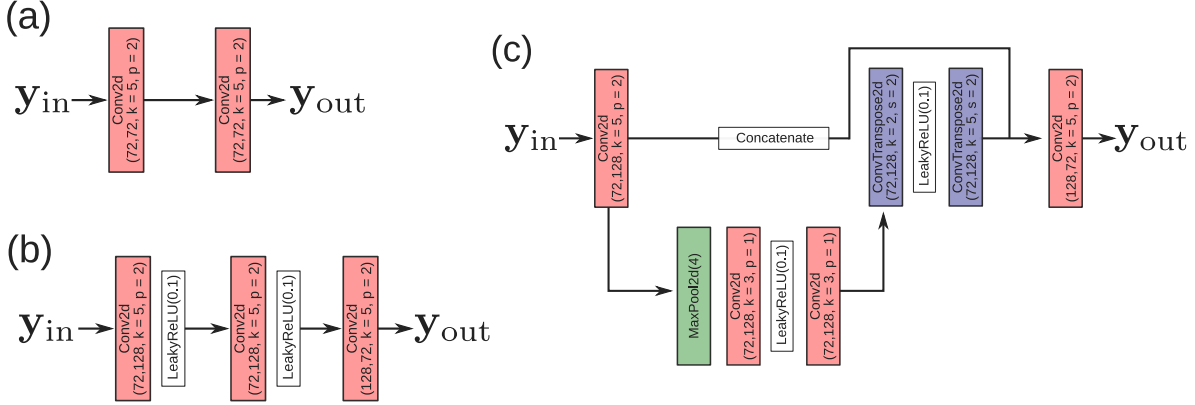 (a)
y_in
Conv2d
(72,72, k = 5, p = 2)
Conv2d
(72,72, k = 5, p = 2)
y_out
(b)
y_in
Conv2d
(72,128, k = 5, p = 2)
LeakyReLU(0.1)
Conv2d
(72,128, k = 5, p = 2)
LeakyReLU(0.1)
Conv2d
(128,72, k = 5, p = 2)
y_out
(c)
y_in
Conv2d
(72,128, k = 5, p = 2)
Concatenate
MaxPool2d(4)
Conv2d
(72,128, k = 3, p = 1)
LeakyReLU(0.1)
Conv2d
(72,128, k = 3, p = 1)
ConvTranspose2d
(72,128, k = 2, s = 2)
LeakyReLU(0.1)
ConvTranspose2d
(72,128, k = 5, s = 2)
Conv2d
(128,72, k = 5, p = 2)
y_out